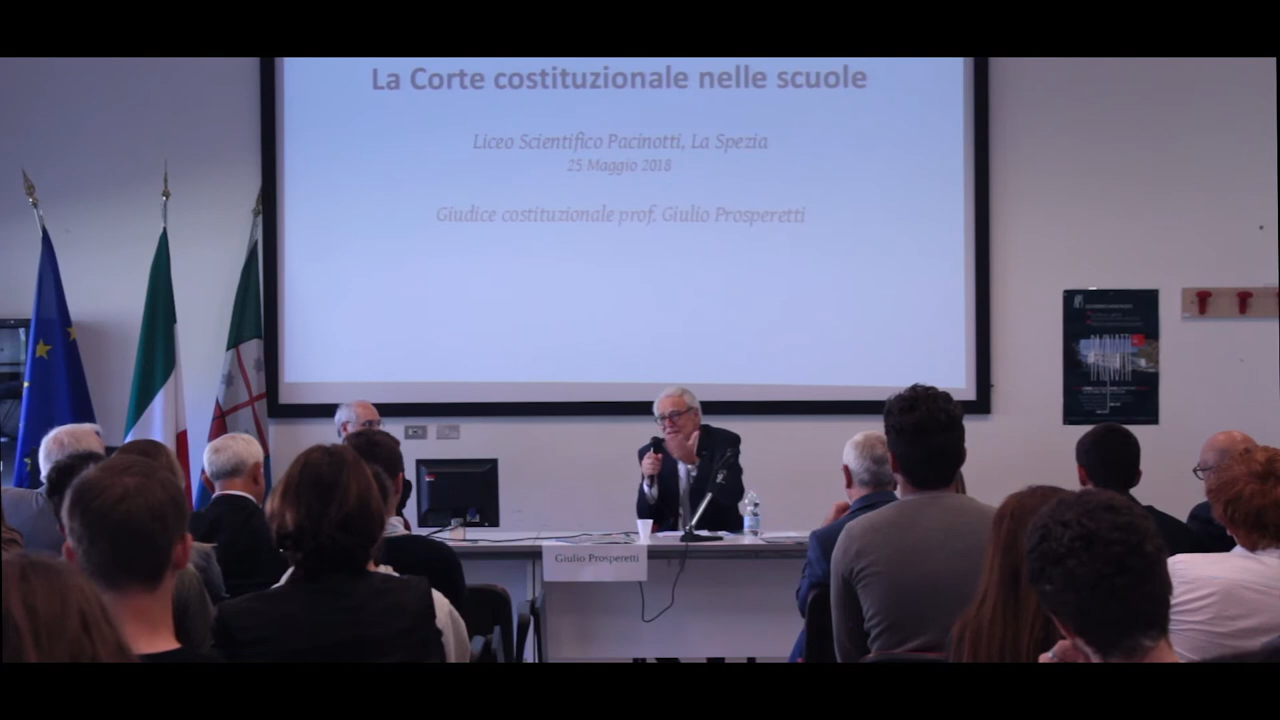 La Corte costituzionale nelle scuole
Liceo Scientifico Pacinotti, La Spezia
25 Maggio 2018
Giudice costituzionale prof. Giulio Prosperetti
Giulio Prosperetti